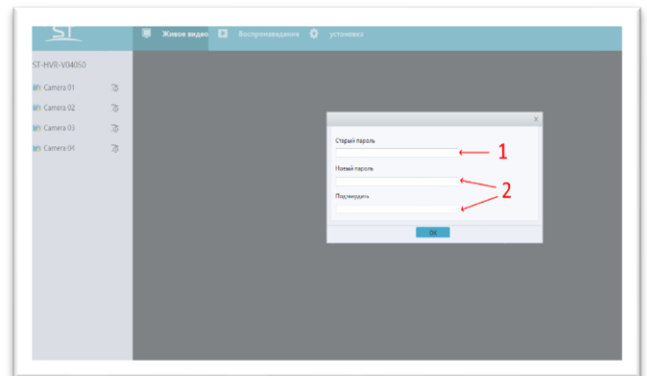 ST
Живое видео Воспроизведение установка
ST-HVR-V04050
Camera 01
Camera 02
Camera 03
Camera 04
X
Старый пароль
1
Новый пароль
2
Подтвердить
OK